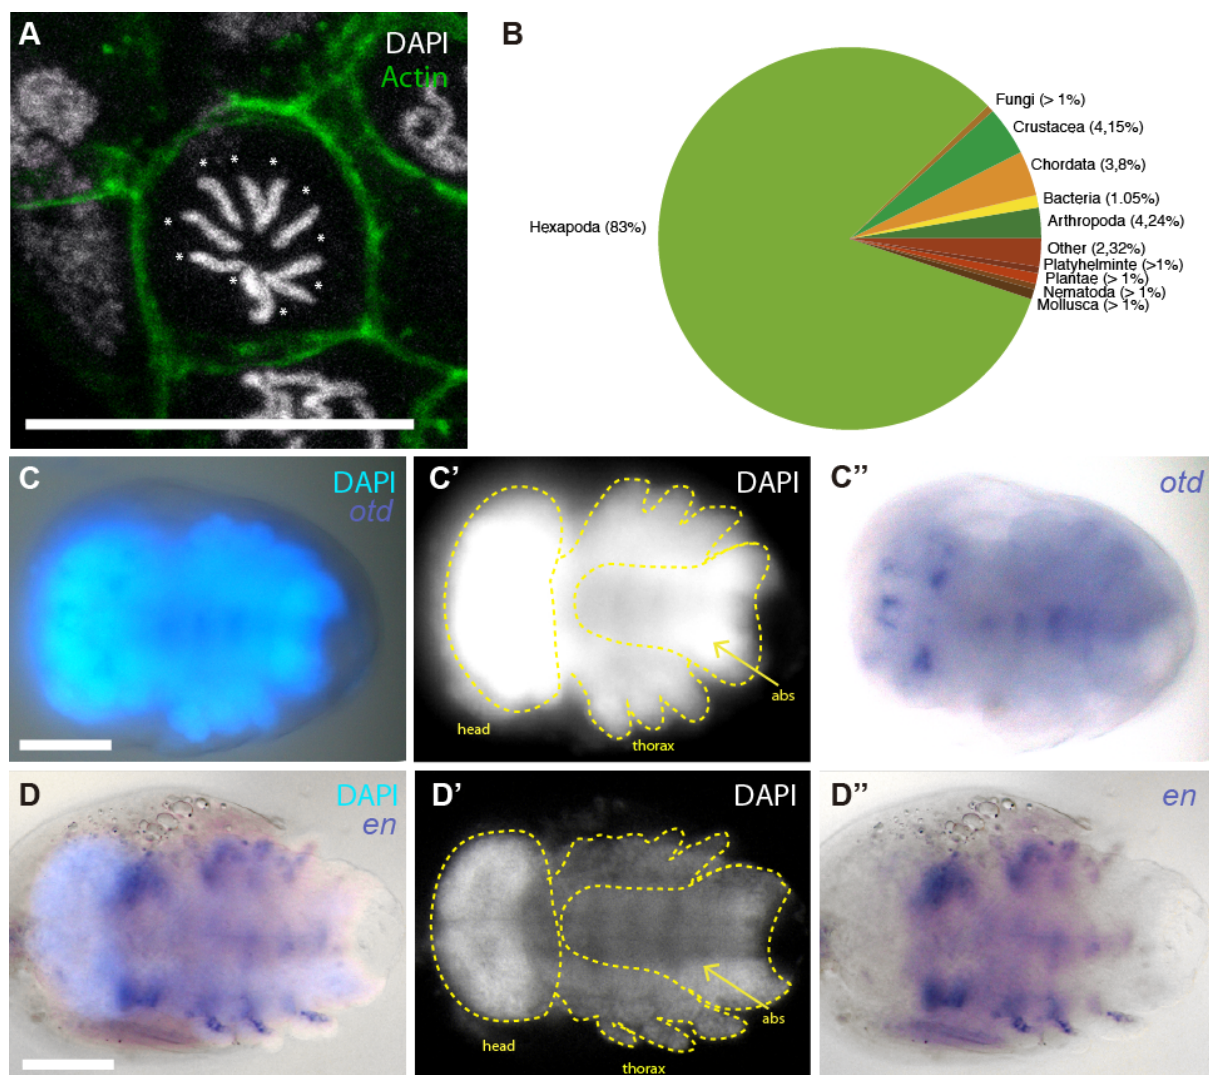 A
DAPI
Actin
B
Fungi (> 1%)
Crustacea (4,15%)
Chordata (3,8%)
Bacteria (1.05%)
Arthropoda (4,24%)
Hexapoda (83%)
Other (2,32%)
Platyhelminte (>1%)
Plantae (> 1%)
Nematoda (> 1%)
Mollusca (> 1%)
C
DAPI
otd
C'
DAPI
abs
head
thorax
C"
otd
D
DAPI
en
D'
DAPI
abs
head
thorax
D"
en